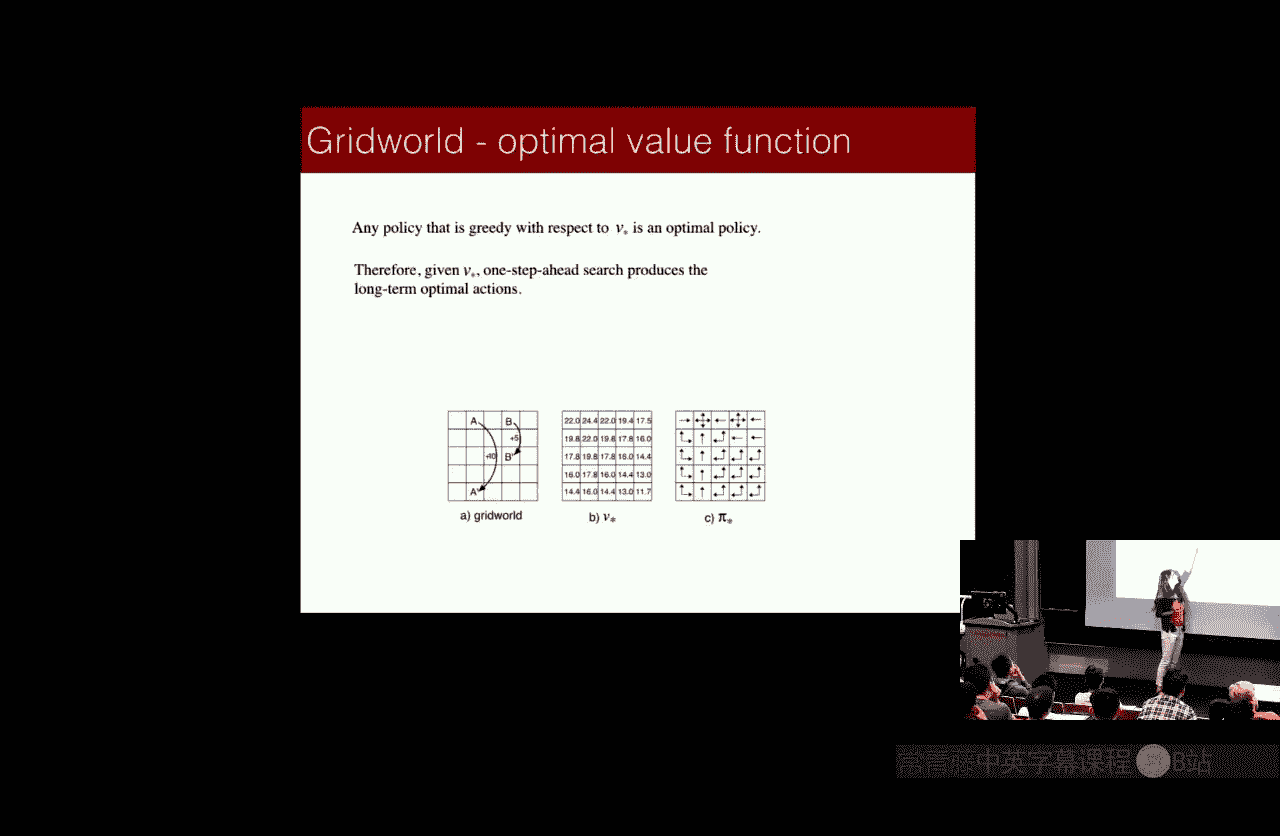 Gridworld - optimal value function
Any policy that is greedy with respect to v* is an optimal policy.
Therefore, given v*, one-step-ahead search produces the
long-term optimal actions.
A B
+5
+10 B'
A'
22.0 24.4 22.0 19.4 17.5
19.8 22.0 19.8 17.8 16.0
17.8 19.8 17.8 16.0 14.4
16.0 17.8 16.0 14.4 13.0
14.4 16.0 14.4 13.0 11.7
a) gridworld
b) v*
c) π*
中英字幕课程
B站